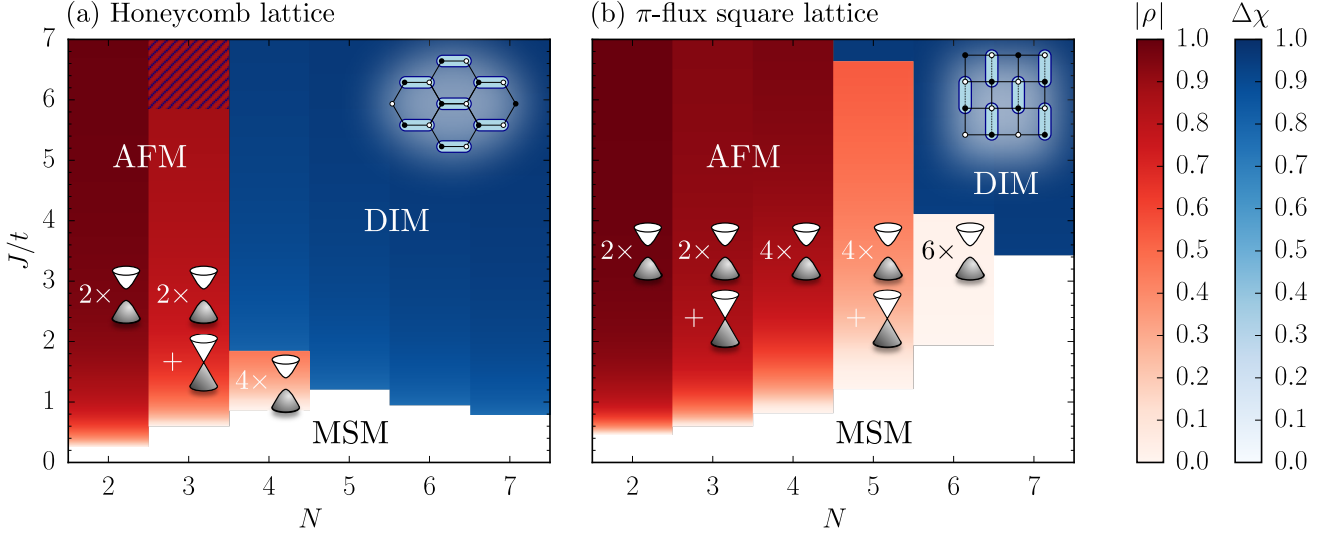 (a) Honeycomb lattice
7
6
5
4
3
2
1
0
J/t
AFM
DIM
MSM
2×
2×
+
4×
2 3 4 5 6 7
N
(b) π-flux square lattice
AFM
DIM
MSM
2×
2×
4×
4×
6×
+
+
2 3 4 5 6 7
N
|ρ|
1.0
0.9
0.8
0.7
0.6
0.5
0.4
0.3
0.2
0.1
0.0
Δχ
1.0
0.9
0.8
0.7
0.6
0.5
0.4
0.3
0.2
0.1
0.0